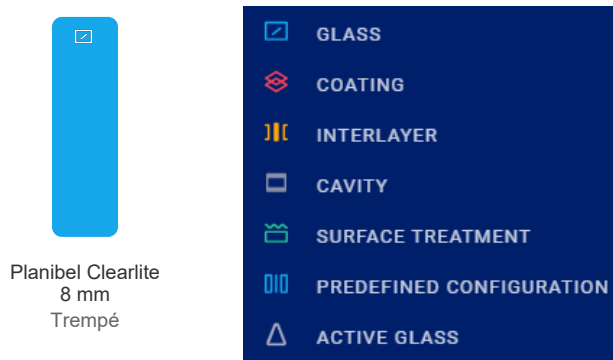 Planibel Clearlite
8 mm
Trempé
GLASS
COATING
INTERLAYER
CAVITY
SURFACE TREATMENT
PREDEFINED CONFIGURATION
ACTIVE GLASS